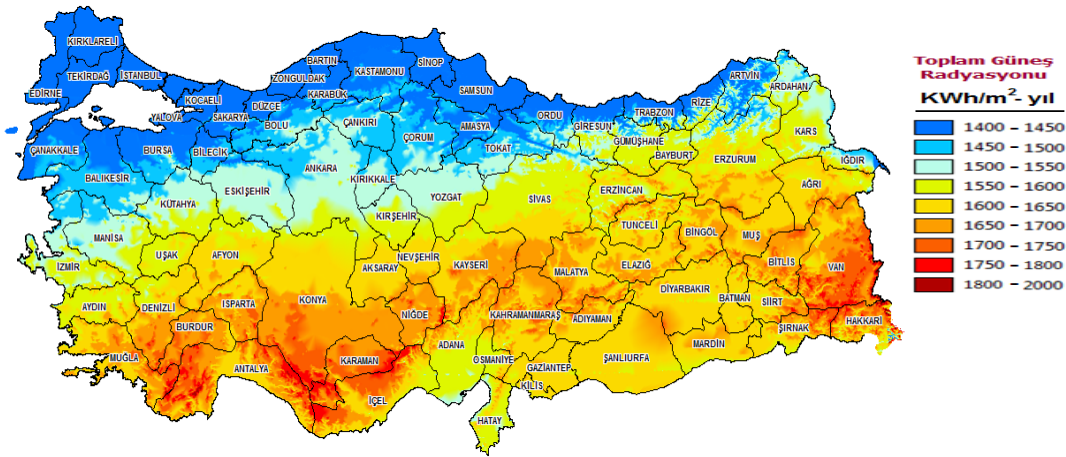 KIRKLARELİ
TEKİRDAĞ
İSTANBUL
EDİRNE
KOCAELİ
YALOVA
SAKARYA
DÜZCE
BOLU
ZONGULDAK
BARTIN
KARABÜK
KASTAMONU
SİNOP
SAMSUN
ÇANKIRI
ÇORUM
AMASYA
TOKAT
ORDU
GİRESUN
TRABZON
RİZE
ARTVİN
ARDAHAN
KARS
GÜMÜŞHANE
BAYBURT
ERZURUM
IĞDIR
AĞRI
ÇANAKKALE
BURSA
BİLECİK
BALIKESİR
KÜTAHYA
ESKİŞEHİR
ANKARA
KIRIKKALE
YOZGAT
SİVAS
ERZİNCAN
TUNCELİ
BİNGÖL
MUŞ
BİTLİS
VAN
KIRŞEHİR
NEVŞEHİR
AKSARAY
KAYSERİ
MALATYA
ELAZIĞ
DİYARBAKIR
BATMAN
SİİRT
ŞIRNAK
HAKKARİ
MANİSA
İZMİR
UŞAK
AFYON
AYDIN
DENİZLİ
ISPARTA
BURDUR
KONYA
NİĞDE
KAHRAMANMARAŞ
ADIYAMAN
MARDİN
ŞANLIURFA
MUĞLA
ANTALYA
KARAMAN
İÇEL
ADANA
OSMANİYE
GAZİANTEP
KİLİS
HATAY
Toplam Güneş
Radyasyonu
KWh/m²- yıl
1400 – 1450
1450 – 1500
1500 – 1550
1550 – 1600
1600 – 1650
1650 – 1700
1700 – 1750
1750 – 1800
1800 – 2000